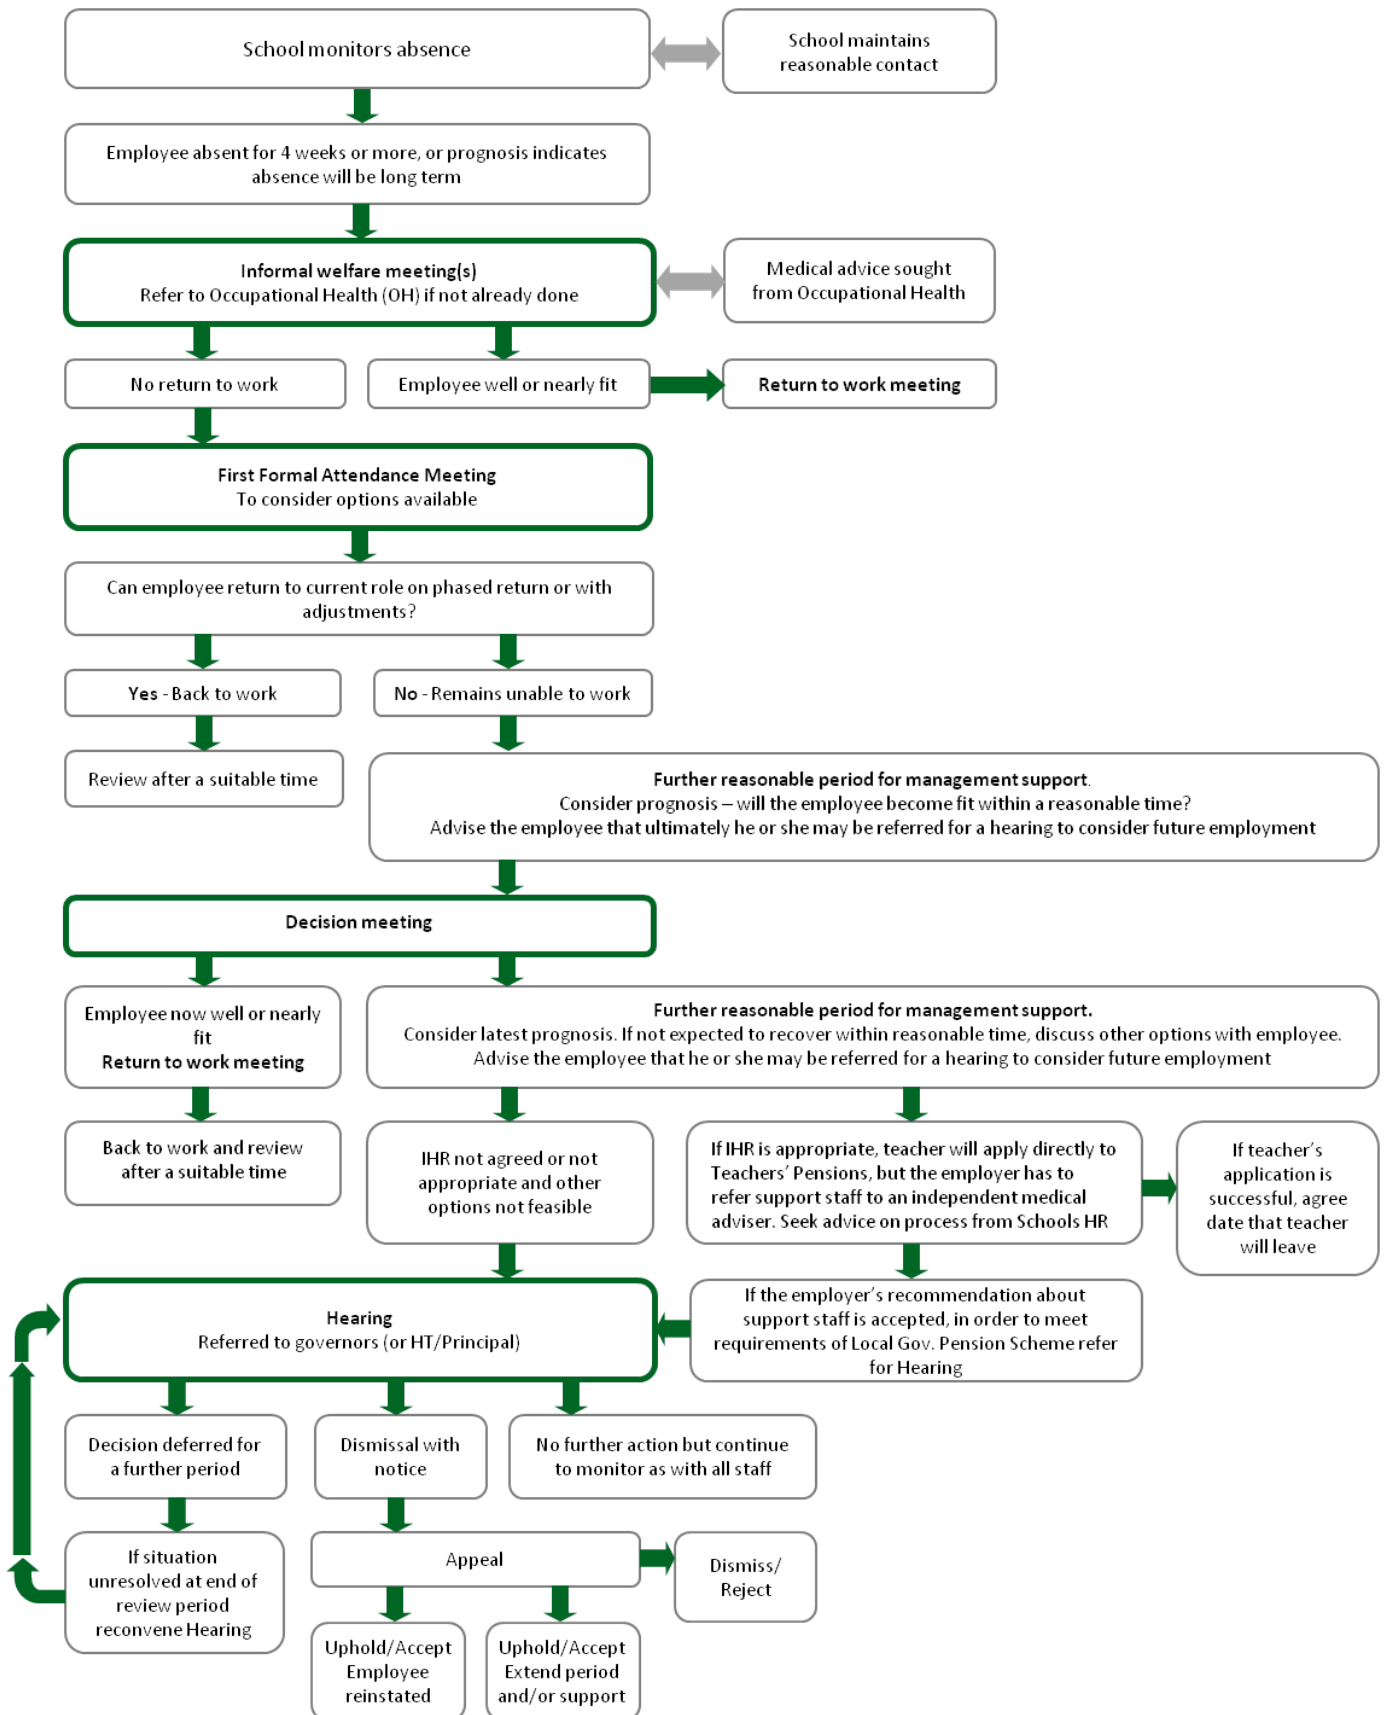 School monitors absence
School maintains
reasonable contact
Employee absent for 4 weeks or more, or prognosis indicates
absence will be long term
Informal welfare meeting(s)
Refer to Occupational Health (OH) if not already done
Medical advice sought
from Occupational Health
No return to work
Employee well or nearly fit
Return to work meeting
First Formal Attendance Meeting
To consider options available
Can employee return to current role on phased return or with
adjustments?
Yes - Back to work
No - Remains unable to work
Review after a suitable time
Further reasonable period for management support.
Consider prognosis – will the employee become fit within a reasonable time?
Advise the employee that ultimately he or she may be referred for a hearing to consider future employment
Decision meeting
Employee now well or nearly
fit
Return to work meeting
Further reasonable period for management support.
Consider latest prognosis. If not expected to recover within reasonable time, discuss other options with employee.
Advise the employee that he or she may be referred for a hearing to consider future employment
Back to work and review
after a suitable time
IHR not agreed or not
appropriate and other
options not feasible
If IHR is appropriate, teacher will apply directly to
Teachers' Pensions, but the employer has to
refer support staff to an independent medical
adviser. Seek advice on process from Schools HR
If teacher's
application is
successful, agree
date that teacher
will leave
Hearing
Referred to governors (or HT/Principal)
If the employer's recommendation about
support staff is accepted, in order to meet
requirements of Local Gov. Pension Scheme refer
for Hearing
Decision deferred for
a further period
Dismissal with
notice
No further action but continue
to monitor as with all staff
If situation
unresolved at end of
review period
reconvene Hearing
Appeal
Dismiss/
Reject
Uphold/Accept
Employee
reinstated
Uphold/Accept
Extend period
and/or support